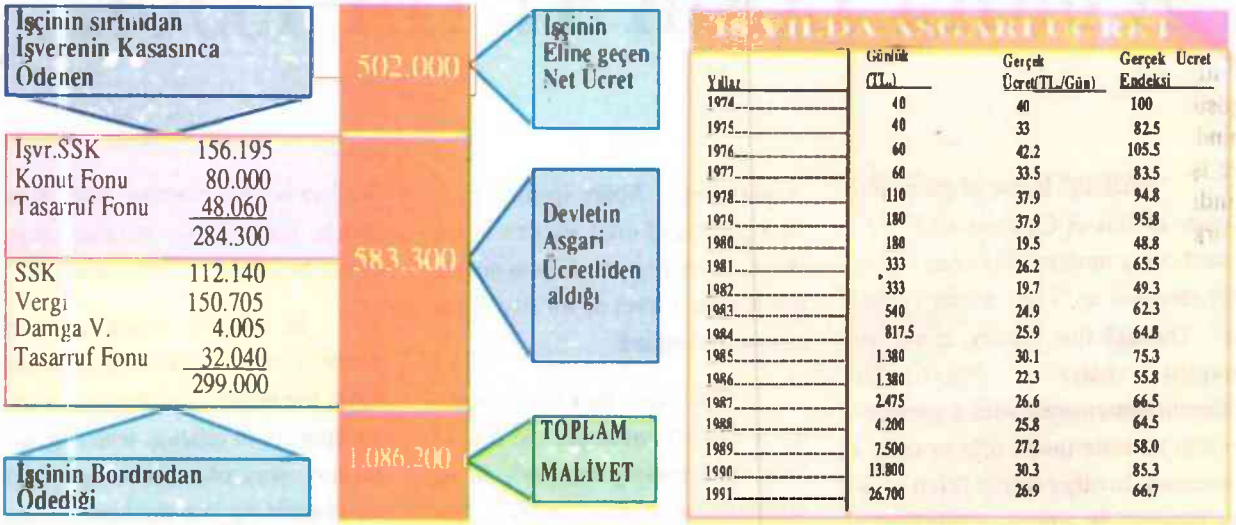 İşçinin sırtından
İşverenin Kasasınca
Ödenen
Işvr.SSK 156.195
Konut Fonu 80.000
Tasarruf Fonu 48.060
284.300
SSK 112.140
Vergi 150.705
Damga V. 4.005
Tasarruf Fonu 32.040
299.000
İşçinin Bordrodan
Ödediği
502.000
583.300
1.086.200
İşçinin
Eline geçen
Net Ücret
Devletin
Asgari
Ücretliden
aldığı
TOPLAM
MALİYET
YILDA ASGARİ ÜCRET
Yıllar Günlük (TL.) Gerçek Ücret(TL./Gün) Gerçek Ucret Endeksi
1974 40 40 100
1975 40 33 82.5
1976 60 42.2 105.5
1977 60 33.5 83.5
1978 110 37.9 94.8
1979 180 37.9 95.8
1980 180 19.5 48.8
1981 333 26.2 65.5
1982 333 19.7 49.3
1983 540 24.9 62.3
1984 817.5 25.9 64.8
1985 1.380 30.1 75.3
1986 1.380 22.3 55.8
1987 2.475 26.6 66.5
1988 4.200 25.8 64.5
1989 7.500 27.2 58.0
1990 13.800 30.3 85.3
1991 26.700 26.9 66.7